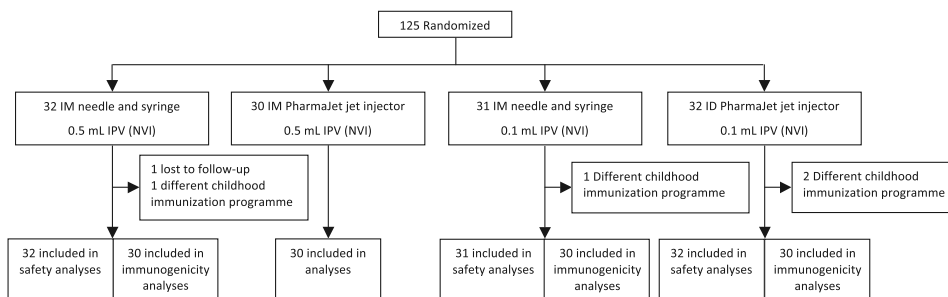 125 Randomized
32 IM needle and syringe
0.5 mL IPV (NVI)
30 IM PharmaJet jet injector
0.5 mL IPV (NVI)
31 IM needle and syringe
0.1 mL IPV (NVI)
32 ID PharmaJet jet injector
0.1 mL IPV (NVI)
1 lost to follow-up
1 different childhood
immunization programme
1 Different childhood
immunization programme
2 Different childhood
immunization programme
32 included in
safety analyses
30 included in
immunogenicity
analyses
30 included in
analyses
31 included in
safety analyses
30 included in
immunogenicity
analyses
32 included in
safety analyses
30 included in
immunogenicity
analyses